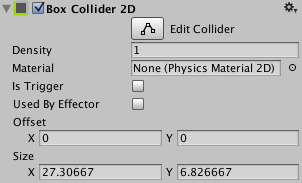 Box Collider 2D
Edit Collider
Density 1
Material None (Physics Material 2D)
Is Trigger
Used By Effector
Offset
X 0 Y 0
Size
X 27.30667 Y 6.826667